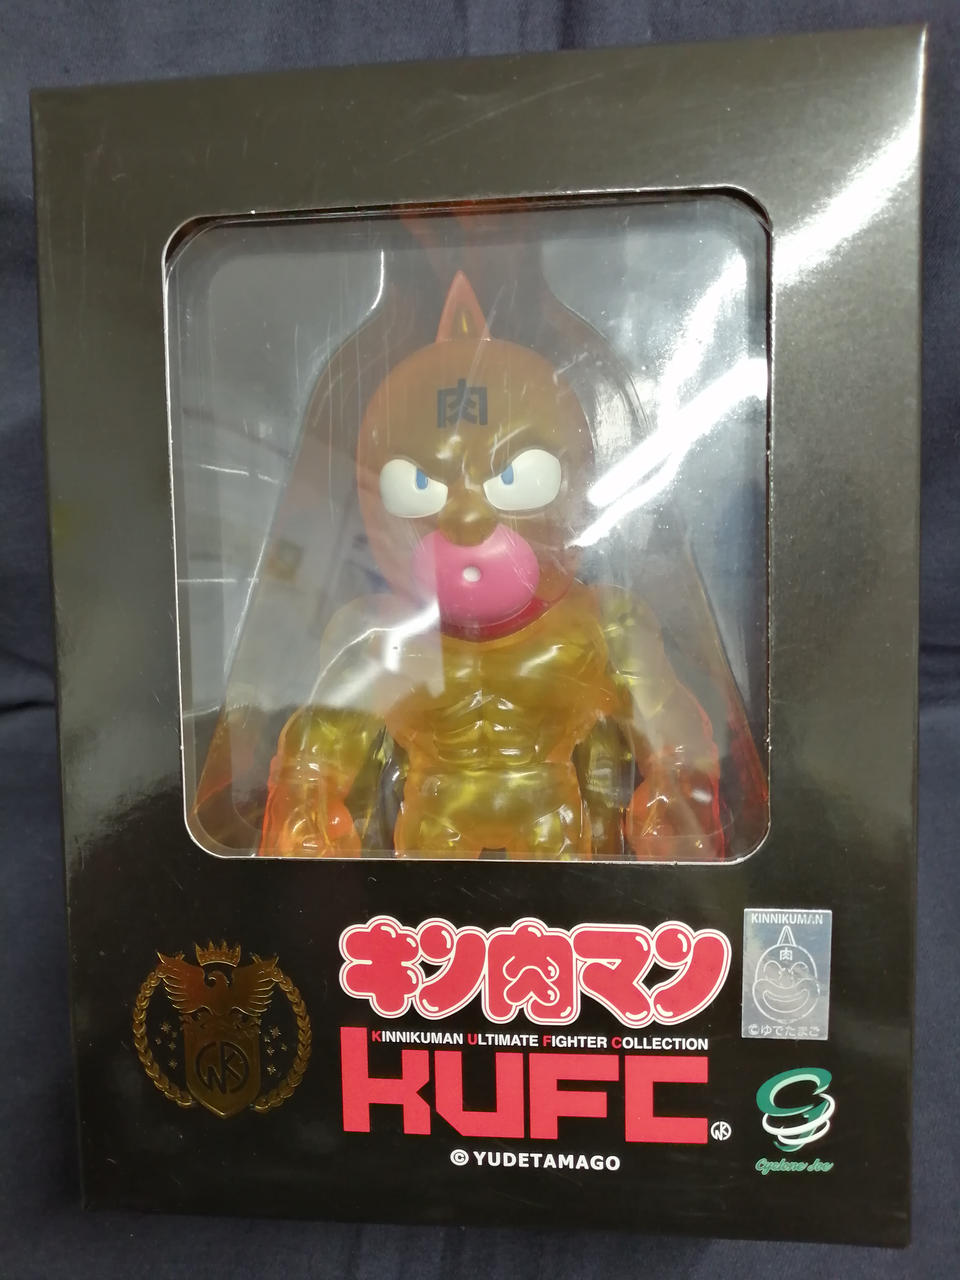 肉
キン肉マン
KINNIKUMAN ULTIMATE FIGHTER COLLECTION
KUFC
© YUDETAMAGO
KINNIKUMAN
肉
©ゆでたまご
Cyclone Joe